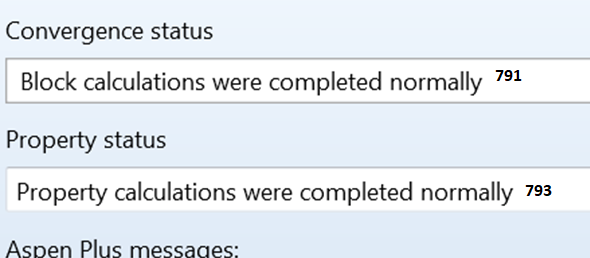 Convergence status
Block calculations were completed normally 791
Property status
Property calculations were completed normally 793
Aspen Plus messages: